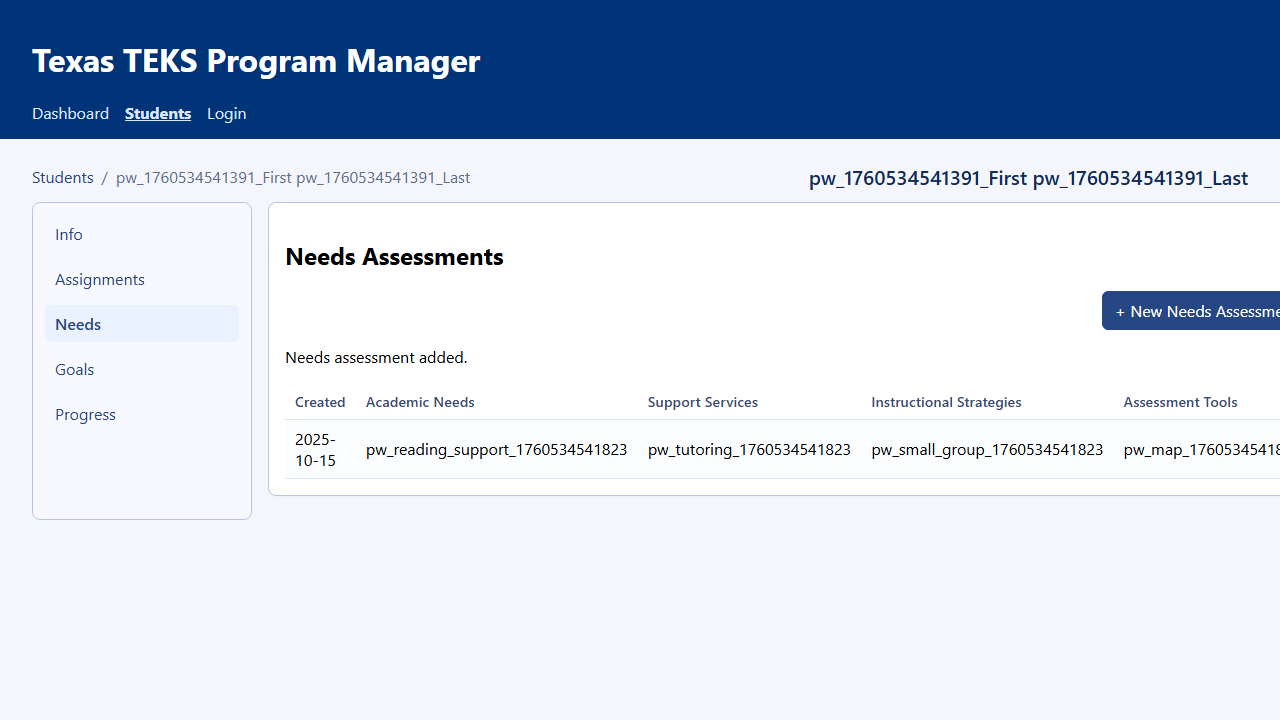 Texas TEKS Program Manager
Dashboard Students Login
Students / pw_1760534541391_First pw_1760534541391_Last
pw_1760534541391_First pw_1760534541391_Last
Info
Assignments
Needs
Goals
Progress
Needs Assessments
+ New Needs Assessme
Needs assessment added.
Created Academic Needs Support Services Instructional Strategies Assessment Tools
2025-
10-15
pw_reading_support_1760534541823 pw_tutoring_1760534541823 pw_small_group_1760534541823 pw_map_17605345418